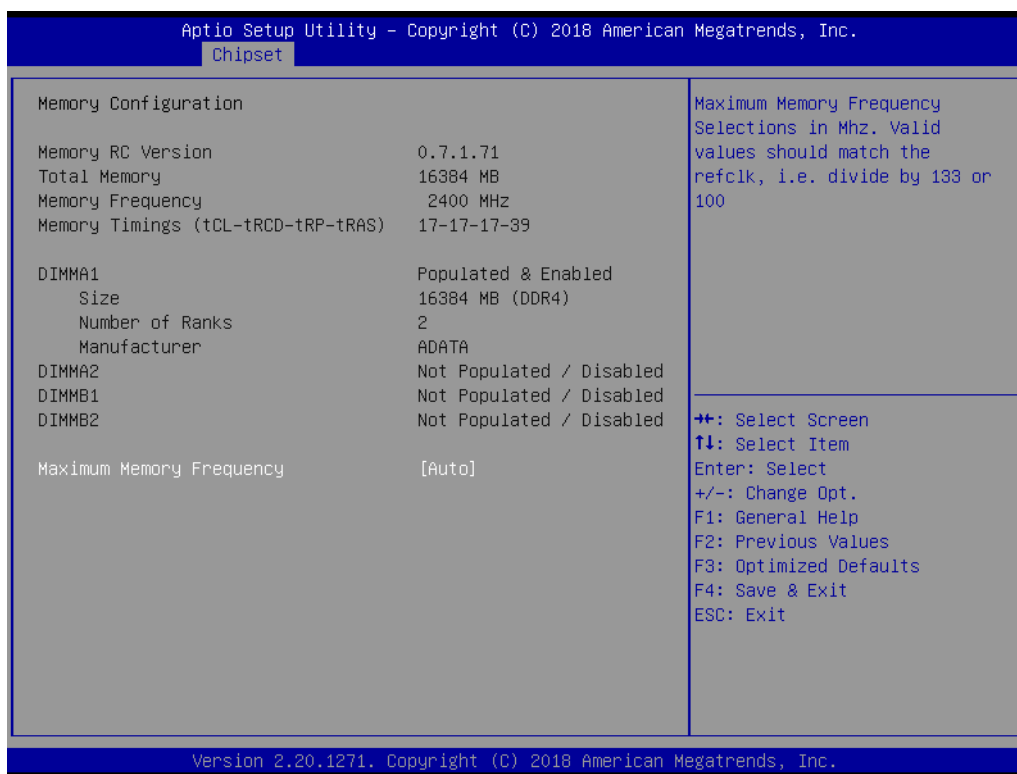 Aptio Setup Utility – Copyright (C) 2018 American Megatrends, Inc.
Chipset
Memory Configuration
Memory RC Version 0.7.1.71
Total Memory 16384 MB
Memory Frequency 2400 MHz
Memory Timings (tCL-tRCD-tRP-tRAS) 17-17-17-39
DIMMA1 Populated & Enabled
Size 16384 MB (DDR4)
Number of Ranks 2
Manufacturer ADATA
DIMMA2 Not Populated / Disabled
DIMMB1 Not Populated / Disabled
DIMMB2 Not Populated / Disabled
Maximum Memory Frequency [Auto]
Maximum Memory Frequency
Selections in Mhz. Valid
values should match the
refclk, i.e. divide by 133 or
100
→←: Select Screen
↑↓: Select Item
Enter: Select
+/-: Change Opt.
F1: General Help
F2: Previous Values
F3: Optimized Defaults
F4: Save & Exit
ESC: Exit
Version 2.20.1271. Copyright (C) 2018 American Megatrends, Inc.